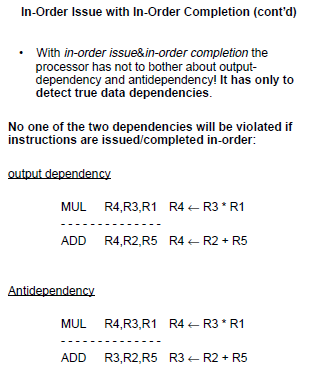 In-Order Issue with In-Order Completion (cont'd)
• With in-order issue&in-order completion the
processor has not to bother about output-
dependency and antidependency! It has only to
detect true data dependencies.
No one of the two dependencies will be violated if
instructions are issued/completed in-order:
output dependency
MUL R4,R3,R1 R4 ← R3 * R1
- - - - - - - - - - - - - - -
ADD R4,R2,R5 R4 ← R2 + R5
Antidependency
MUL R4,R3,R1 R4 ← R3 * R1
- - - - - - - - - - - - - - -
ADD R3,R2,R5 R3 ← R2 + R5